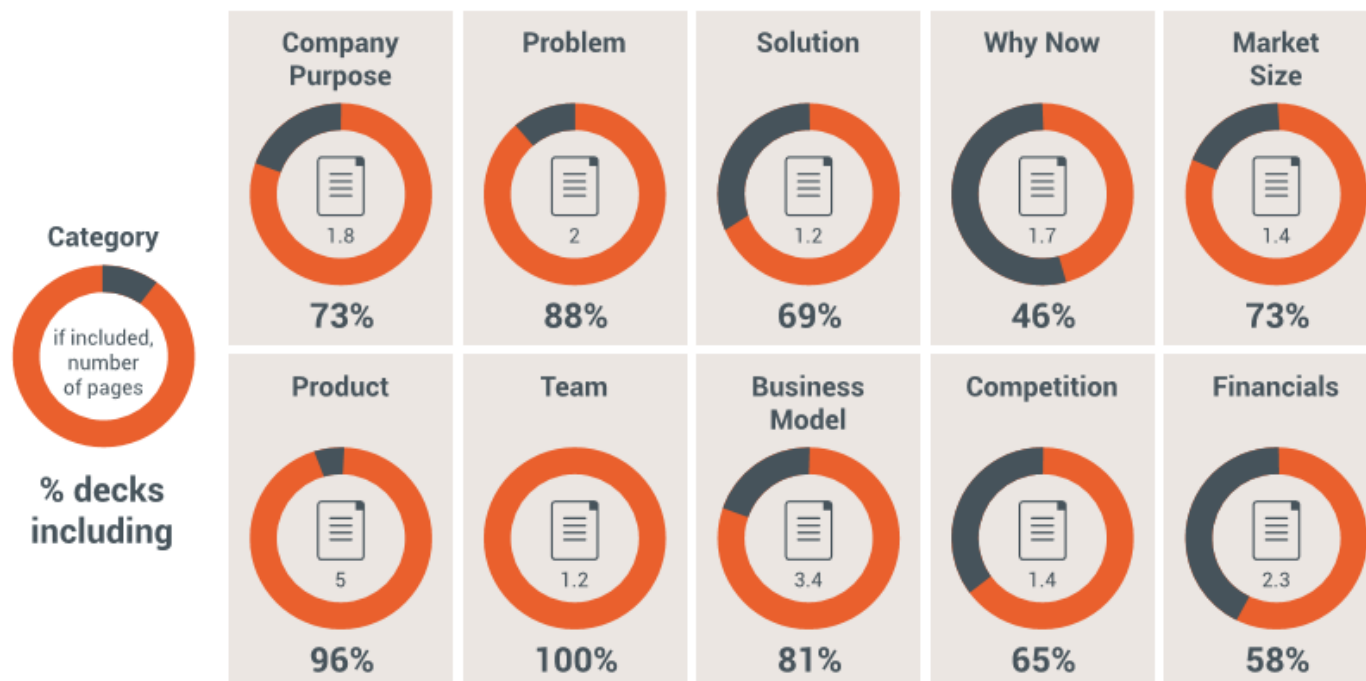 Category
if included,
number
of pages
% decks
including
Company
Purpose
1.8
73%
Problem
2
88%
Solution
1.2
69%
Why Now
1.7
46%
Market
Size
1.4
73%
Product
5
96%
Team
1.2
100%
Business
Model
3.4
81%
Competition
1.4
65%
Financials
2.3
58%